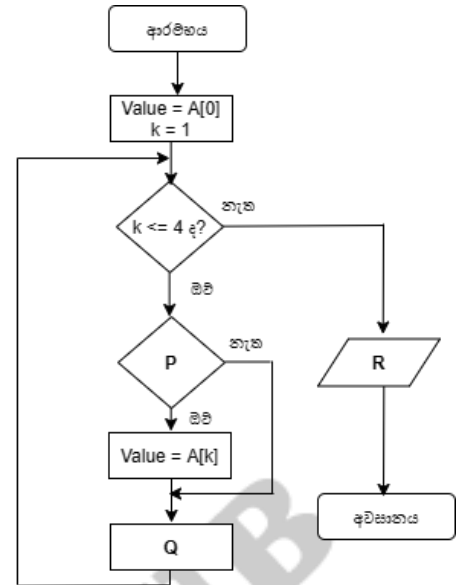 ආරම්භය
Value = A[0]
k = 1
k <= 4 ද?
නැත
ඔව්
P
නැත
R
ඔව්
Value = A[k]
අවසානය
Q